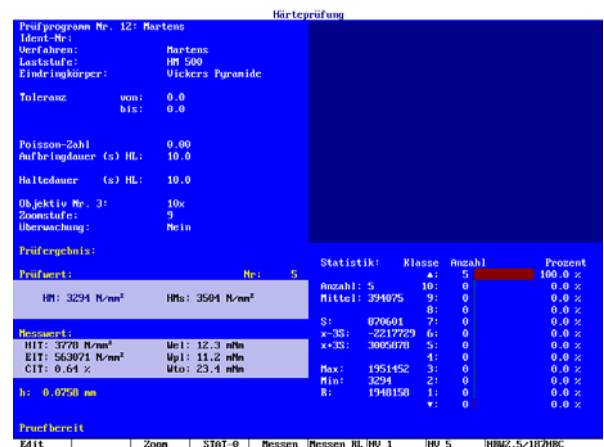 Härteprüfung
Prüfprogramm Nr. 12: Martens
Ident-Nr:
Verfahren: Martens
Laststufe: HM 500
Eindringkörper: Vickers Pyramide
Toleranz von: 0.0
bis: 0.0
Poisson-Zahl 0.00
Aufbringdauer (s) HL: 10.0
Haltedauer (s) HL: 10.0
Objektiv Nr. 3: 10x
Zoomstufe: 9
Überwachung: Nein
Prüfergebnis:
Prüfwert: Nr: 5
HM: 3294 N/mm² HMs: 3504 N/mm²
Messwert:
HIT: 3778 N/mm² Wel: 12.3 mNm
EIT: 563071 N/mm² Wpl: 11.2 mNm
CIT: 0.64 % Wto: 23.4 mNm
h: 0.0758 mm
Statistik: Klasse Anzahl Prozent
▲: 5 100.0 %
Anzahl: 5 10: 0 0.0 %
Mittel: 394075 9: 0 0.0 %
8: 0 0.0 %
S: 870601 7: 0 0.0 %
x-3S: -2217729 6: 0 0.0 %
x+3S: 3005878 5: 0 0.0 %
4: 0 0.0 %
Max: 1951452 3: 0 0.0 %
Min: 3294 2: 0 0.0 %
R: 1948158 1: 0 0.0 %
▼: 0 0.0 %
Pruefbereit
Edit Zoom STAT-0 Messen Messen BL HV 1 HV 5 HBW2.5/187HRC